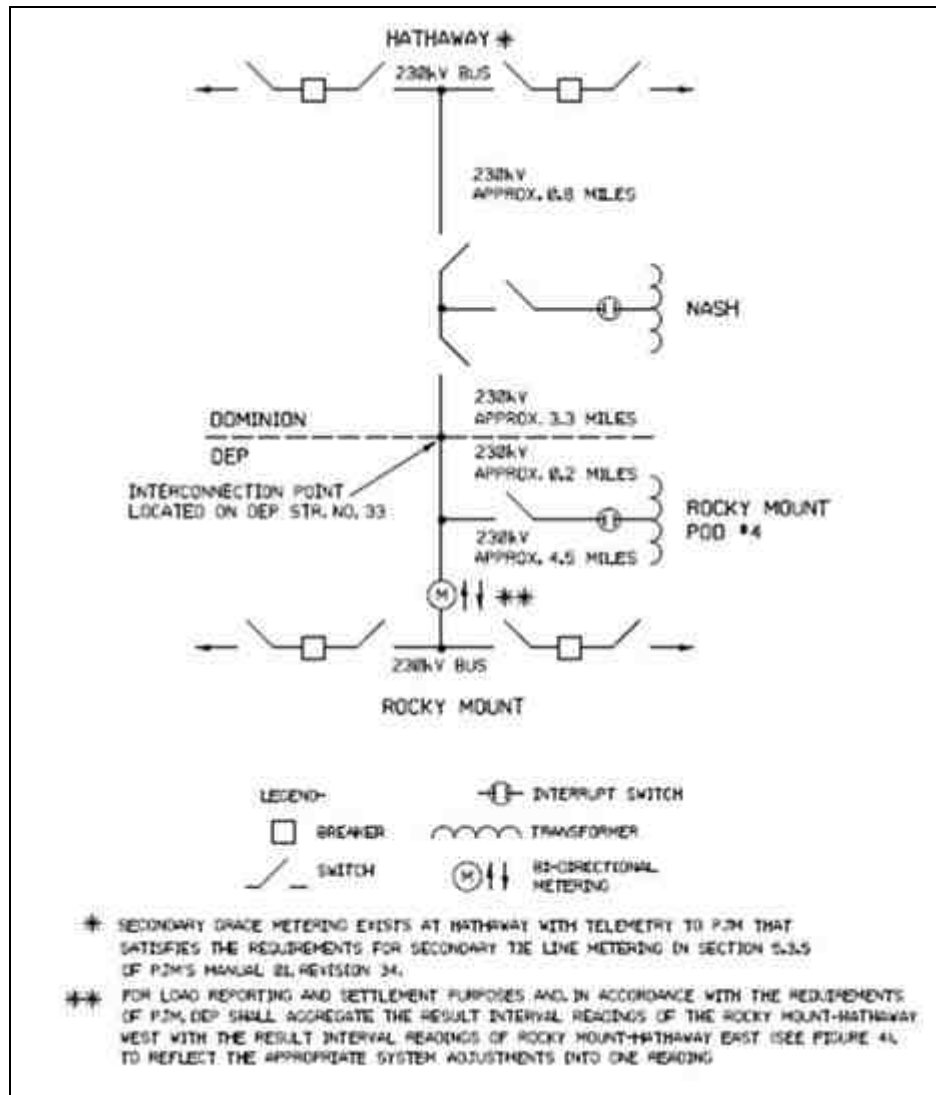 HATHAWAY *
230kV BUS
230kV
APPROX. 0.8 MILES
NASH
230kV
APPROX. 3.3 MILES
DOMINION
DEP
230kV
APPROX. 0.2 MILES
INTERCONNECTION POINT
LOCATED ON DEP STR. NO. 33
ROCKY MOUNT
POD #4
230kV
APPROX. 4.5 MILES
M
**
230kV BUS
ROCKY MOUNT
LEGEND-
INTERRUPT SWITCH
BREAKER
TRANSFORMER
SWITCH
M
BI-DIRECTIONAL
METERING
* SECONDARY GRADE METERING EXISTS AT HATHAWAY WITH TELEMETRY TO PJM THAT
SATISFIES THE REQUIREMENTS FOR SECONDARY TIE LINE METERING IN SECTION 5.3.5
OF PJM'S MANUAL 01, REVISION 34.
** FOR LOAD REPORTING AND SETTLEMENT PURPOSES AND, IN ACCORDANCE WITH THE REQUIREMENTS
OF PJM, DEP SHALL AGGREGATE THE RESULT INTERVAL READINGS OF THE ROCKY MOUNT-HATHAWAY
WEST WITH THE RESULT INTERVAL READINGS OF ROCKY MOUNT-HATHAWAY EAST (SEE FIGURE 4),
TO REFLECT THE APPROPRIATE SYSTEM ADJUSTMENTS INTO ONE READING